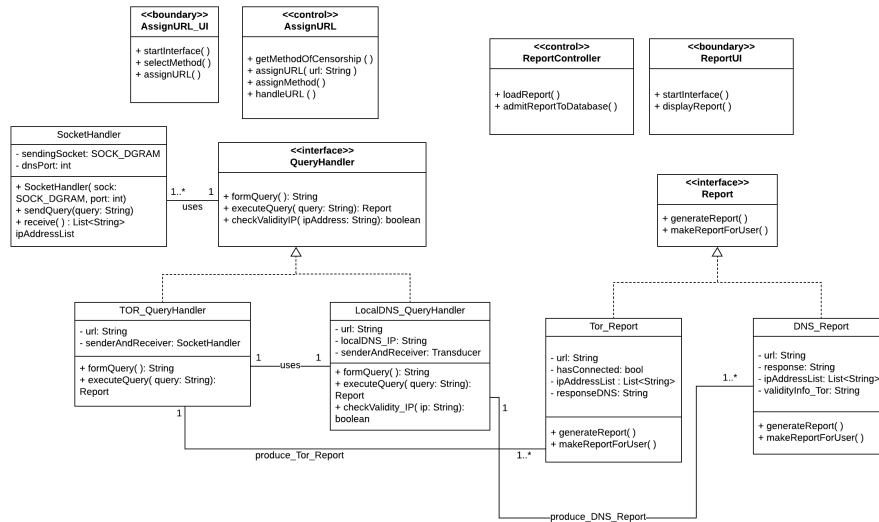 <<boundary>>
AssignURL_UI
+ startInterface( )
+ selectMethod( )
+ assignURL( )
<<control>>
AssignURL
+ getMethodOfCensorship ( )
+ assignURL( url: String )
+ assignMethod( )
+ handleURL ( )
<<control>>
ReportController
+ loadReport( )
+ admitReportToDatabase( )
<<boundary>>
ReportUI
+ startInterface( )
+ displayReport( )
SocketHandler
- sendingSocket: SOCK_DGRAM
- dnsPort: int
+ SocketHandler( sock:
SOCK_DGRAM, port: int)
+ sendQuery(query: String)
+ receive( ) : List<String>
ipAddressList
1..*
1
uses
<<interface>>
QueryHandler
+ formQuery( ): String
+ executeQuery( query: String): Report
+ checkValidityIP( ipAddress: String): boolean
<<interface>>
Report
+ generateReport( )
+ makeReportForUser( )
TOR_QueryHandler
- url: String
- senderAndReceiver: SocketHandler
+ formQuery( ): String
+ executeQuery( query: String):
Report
1
uses
1
LocalDNS_QueryHandler
- url: String
- localDNS_IP: String
- senderAndReceiver: Transducer
+ formQuery( ): String
+ executeQuery( query: String):
Report
+ checkValidity_IP( ip: String):
boolean
Tor_Report
- url: String
- hasConnected: bool
- ipAddressList : List<String>
- responseDNS: String
+ generateReport( )
+ makeReportForUser( )
DNS_Report
- url: String
- response: String
- ipAddressList: List<String>
- validityInfo_Tor: String
+ generateReport( )
+ makeReportForUser( )
1..*
1
1
produce_Tor_Report
1..*
produce_DNS_Report